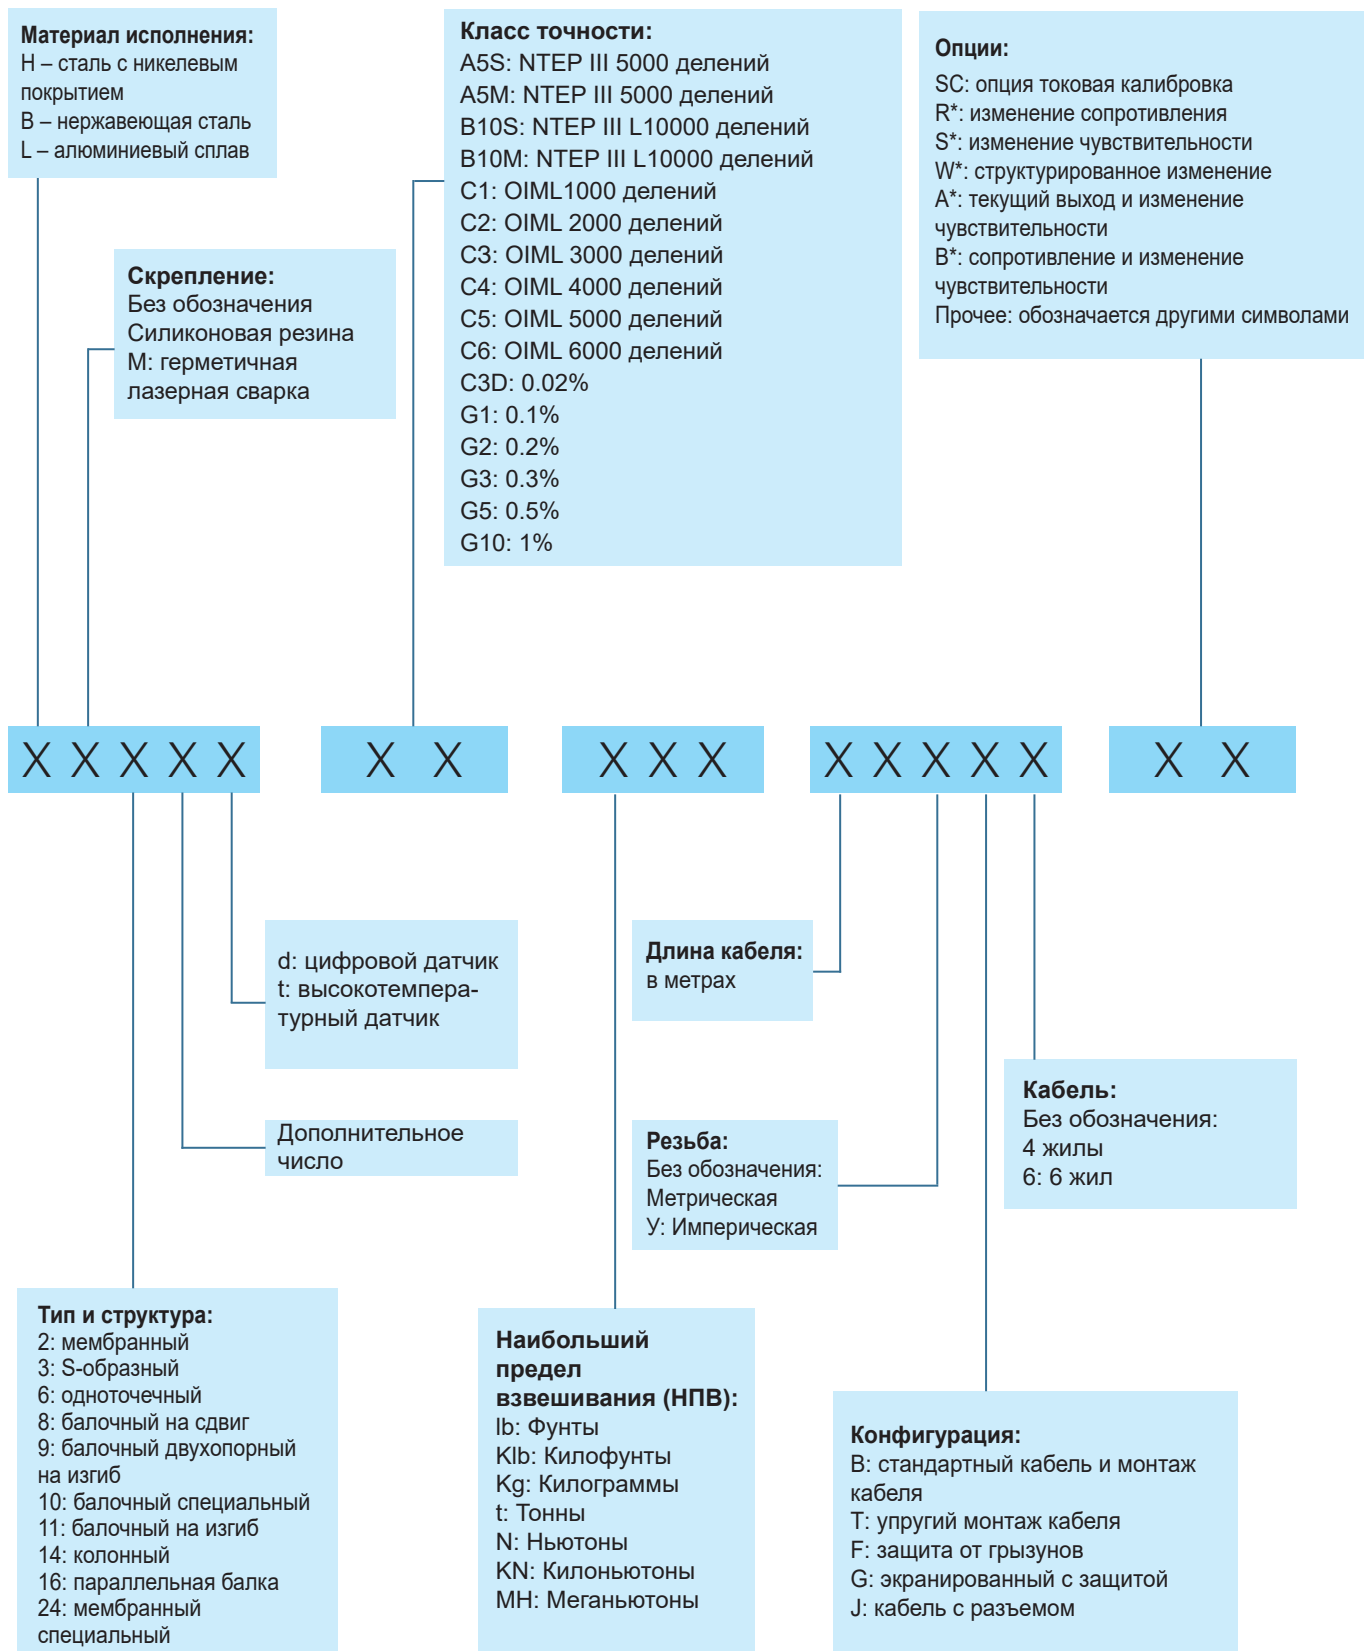 Материал исполнения:
H – сталь с никелевым
покрытием
B – нержавеющая сталь
L – алюминиевый сплав
Скрепление:
Без обозначения
Силиконовая резина
M: герметичная
лазерная сварка
Класс точности:
A5S: NTEP III 5000 делений
A5M: NTEP III 5000 делений
B10S: NTEP III L10000 делений
B10M: NTEP III L10000 делений
C1: OIML1000 делений
C2: OIML 2000 делений
C3: OIML 3000 делений
C4: OIML 4000 делений
C5: OIML 5000 делений
C6: OIML 6000 делений
C3D: 0.02%
G1: 0.1%
G2: 0.2%
G3: 0.3%
G5: 0.5%
G10: 1%
Опции:
SC: опция токовая калибровка
R*: изменение сопротивления
S*: изменение чувствительности
W*: структурированное изменение
A*: текущий выход и изменение
чувствительности
B*: сопротивление и изменение
чувствительности
Прочее: обозначается другими символами
X X X X X
X X
X X X
X X X X X
X X
d: цифровой датчик
t: высокотемпера-
турный датчик
Дополнительное
число
Тип и структура:
2: мембранный
3: S-образный
6: одноточечный
8: балочный на сдвиг
9: балочный двухопорный
на изгиб
10: балочный специальный
11: балочный на изгиб
14: колонный
16: параллельная балка
24: мембранный
специальный
Наибольший
предел
взвешивания (НПВ):
lb: Фунты
Klb: Килофунты
Kg: Килограммы
t: Тонны
N: Ньютоны
KN: Килоньютоны
MH: Меганьютоны
Длина кабеля:
в метрах
Резьба:
Без обозначения:
Метрическая
У: Империческая
Кабель:
Без обозначения:
4 жилы
6: 6 жил
Конфигурация:
B: стандартный кабель и монтаж
кабеля
T: упругий монтаж кабеля
F: защита от грызунов
G: экранированный с защитой
J: кабель с разъемом